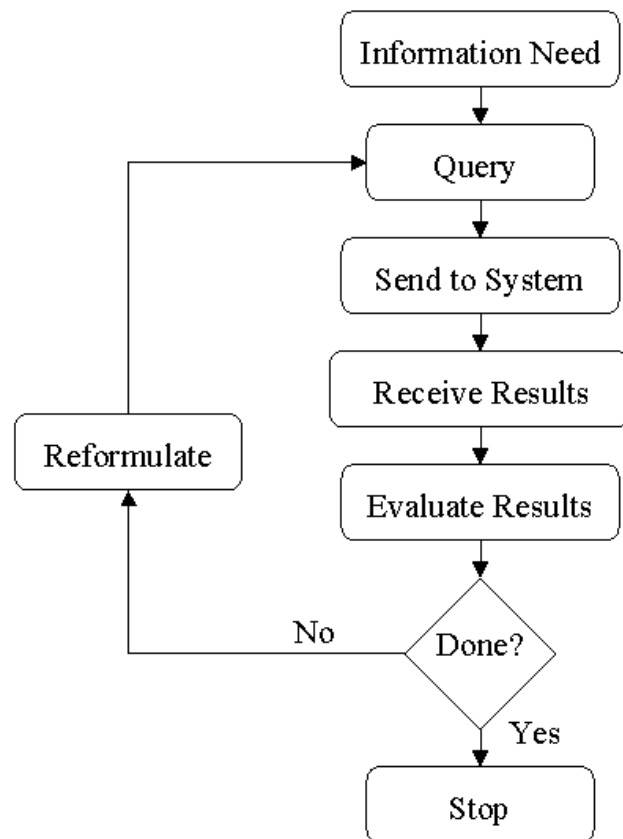 Information Need
Query
Send to System
Receive Results
Reformulate
Evaluate Results
No
Done?
Yes
Stop